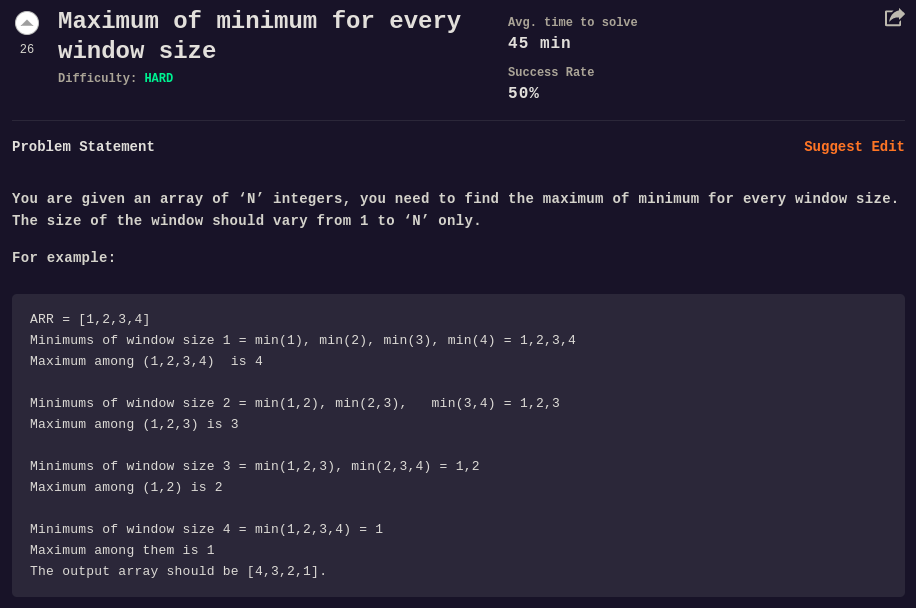 Maximum of minimum for every
window size
26
Difficulty: HARD
Avg. time to solve
45 min
Success Rate
50%
Problem Statement
Suggest Edit
You are given an array of ‘N’ integers, you need to find the maximum of minimum for every window size.
The size of the window should vary from 1 to ‘N’ only.
For example:
ARR = [1,2,3,4]
Minimums of window size 1 = min(1), min(2), min(3), min(4) = 1,2,3,4
Maximum among (1,2,3,4)  is 4
Minimums of window size 2 = min(1,2), min(2,3),   min(3,4) = 1,2,3
Maximum among (1,2,3) is 3
Minimums of window size 3 = min(1,2,3), min(2,3,4) = 1,2
Maximum among (1,2) is 2
Minimums of window size 4 = min(1,2,3,4) = 1
Maximum among them is 1
The output array should be [4,3,2,1].